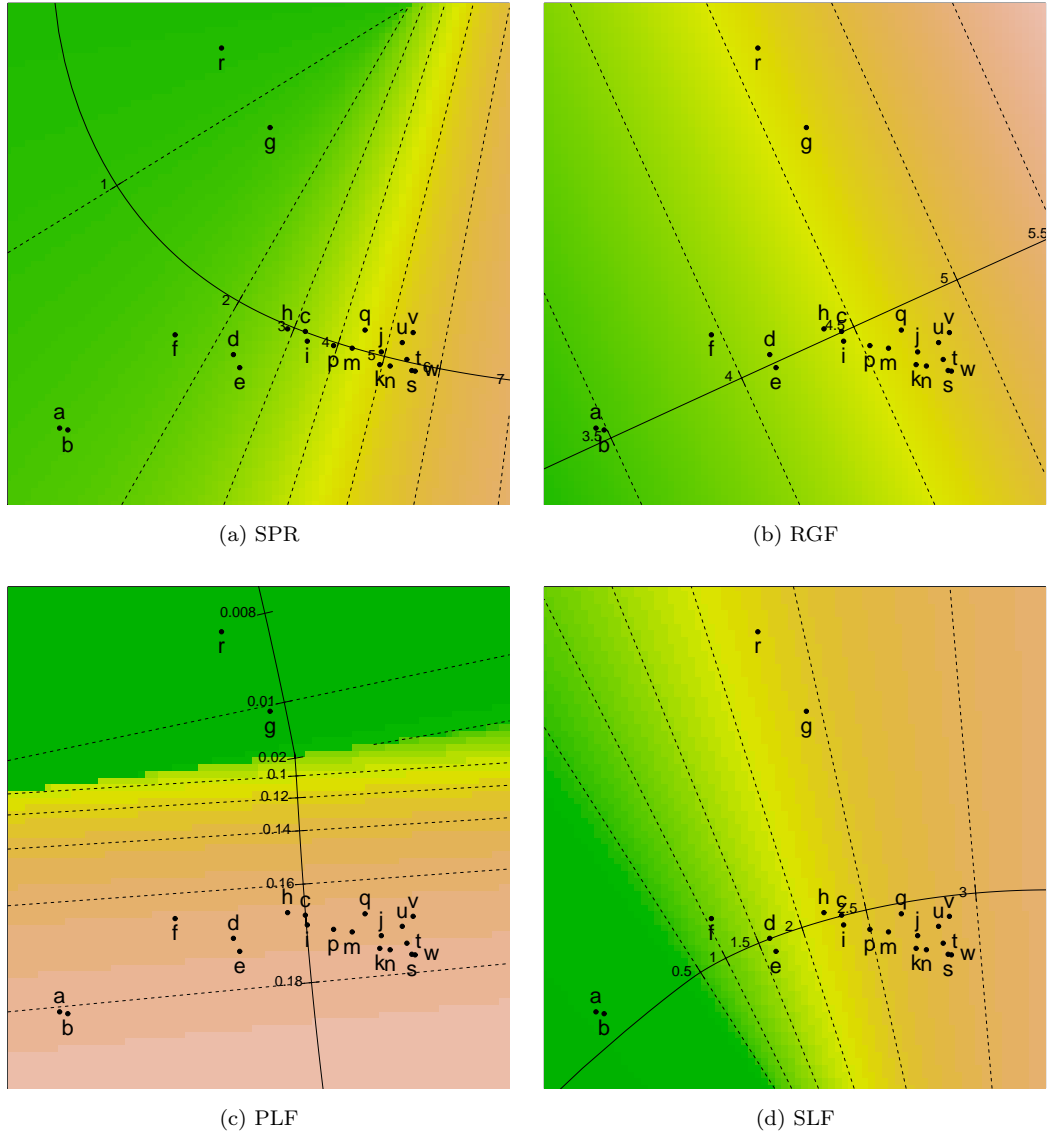 r
g
1
2
3
h
c
q
v
u
f
d
e
i
4
p
m
j
5
k
n
t
6
w
s
7
a
b
(a) SPR
r
g
5.5
5
h
c
4.5
q
v
u
f
d
e
4
i
p
m
j
k
n
t
w
s
a
3.5
b
(b) RGF
0.008
r
0.01
g
0.02
0.1
0.12
0.14
0.16
h
c
q
v
u
f
d
e
i
p
m
j
k
n
t
w
s
0.18
a
b
(c) PLF
r
g
3
h
c
2.5
q
v
u
f
d
2
1.5
1
0.5
e
i
p
m
j
k
n
t
w
s
a
b
(d) SLF